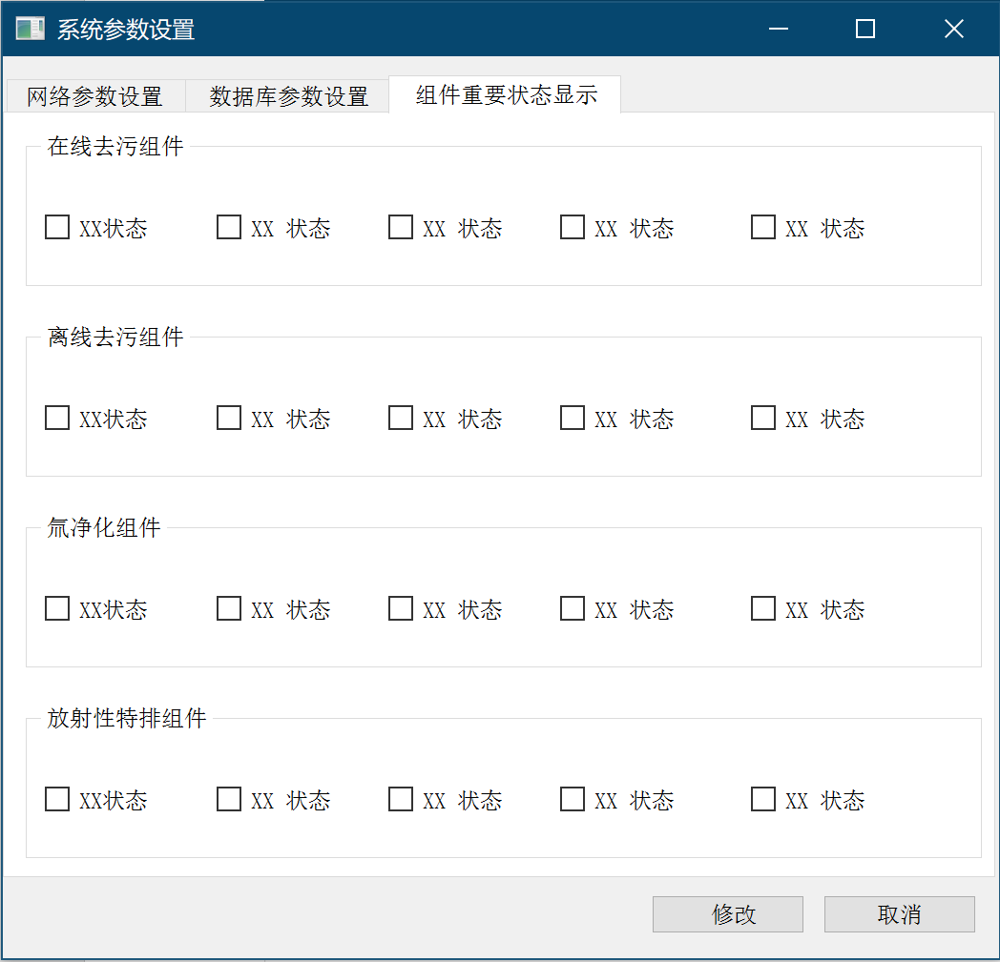 系统参数设置
网络参数设置 数据库参数设置 组件重要状态显示
在线去污组件
XX状态 XX 状态 XX 状态 XX 状态 XX 状态
离线去污组件
XX状态 XX 状态 XX 状态 XX 状态 XX 状态
氚净化组件
XX状态 XX 状态 XX 状态 XX 状态 XX 状态
放射性特排组件
XX状态 XX 状态 XX 状态 XX 状态 XX 状态
修改 取消